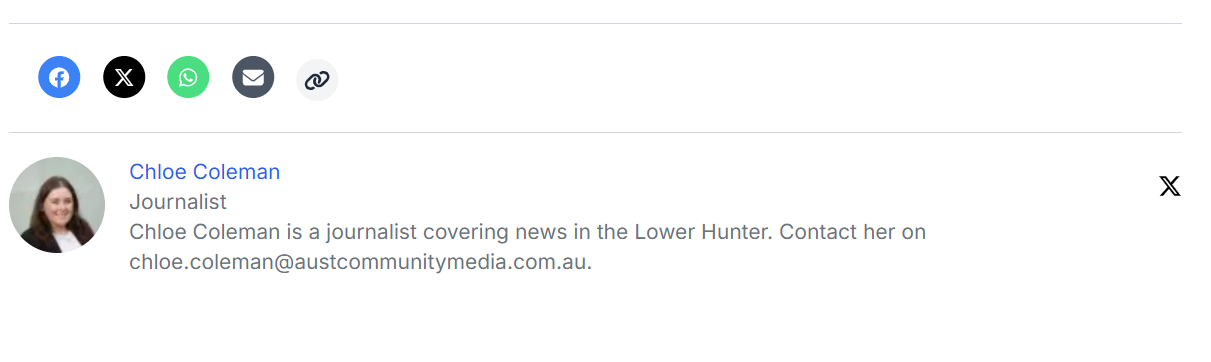 Chloe Coleman
Journalist
Chloe Coleman is a journalist covering news in the Lower Hunter. Contact her on
chloe.coleman@austcommunitymedia.com.au.